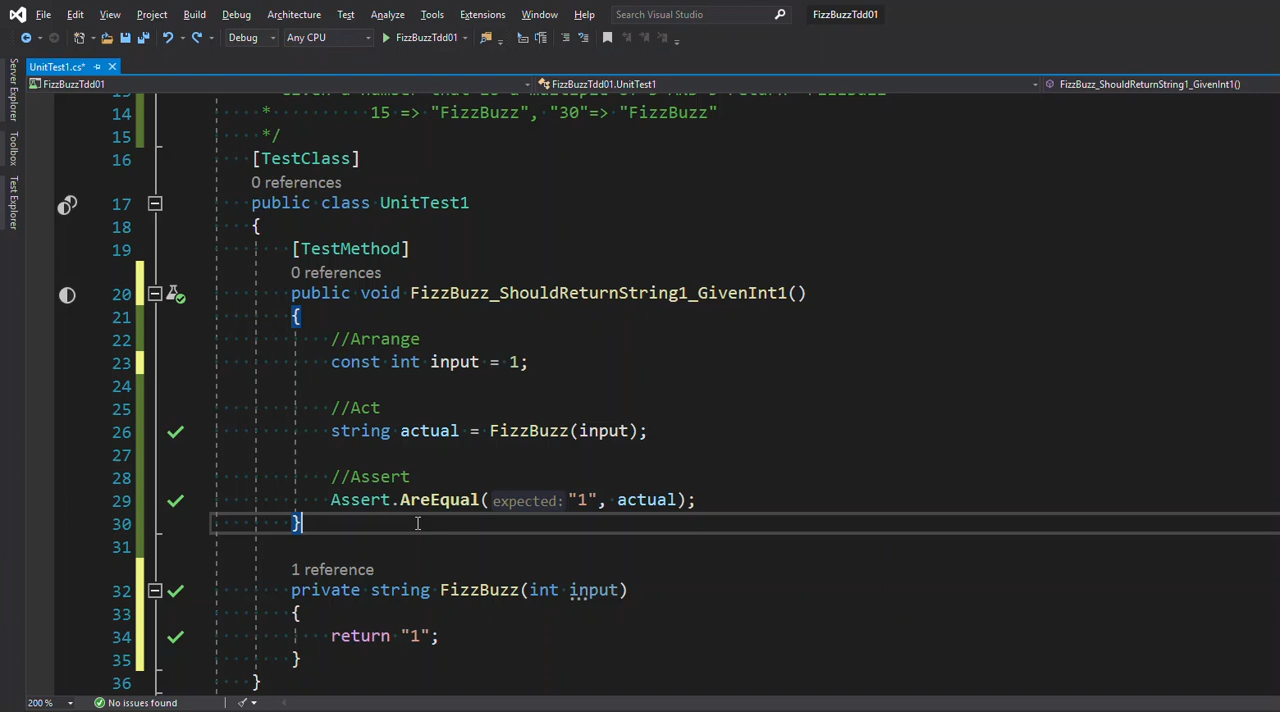 File Edit View Project Build Debug Architecture Test Analyze Tools Extensions Window Help Search Visual Studio FizzBuzzTdd01
Debug Any CPU FizzBuzzTdd01
UnitTest1.cs*
FizzBuzzTdd01 FizzBuzzTdd01.UnitTest1 FizzBuzz_ShouldReturnString1_GivenInt1()
Server Explorer
Toolbox
Test Explorer
14 * 15 => "FizzBuzz", "30"=> "FizzBuzz"
15 */
16 [TestClass]
0 references
17 public class UnitTest1
18 {
19 [TestMethod]
0 references
20 public void FizzBuzz_ShouldReturnString1_GivenInt1()
21 {
22 //Arrange
23 const int input = 1;
24
25 //Act
26 string actual = FizzBuzz(input);
27
28 //Assert
29 Assert.AreEqual(expected: "1", actual);
30 }
31
1 reference
32 private string FizzBuzz(int input)
33 {
34 return "1";
35 }
36 }
200 % No issues found